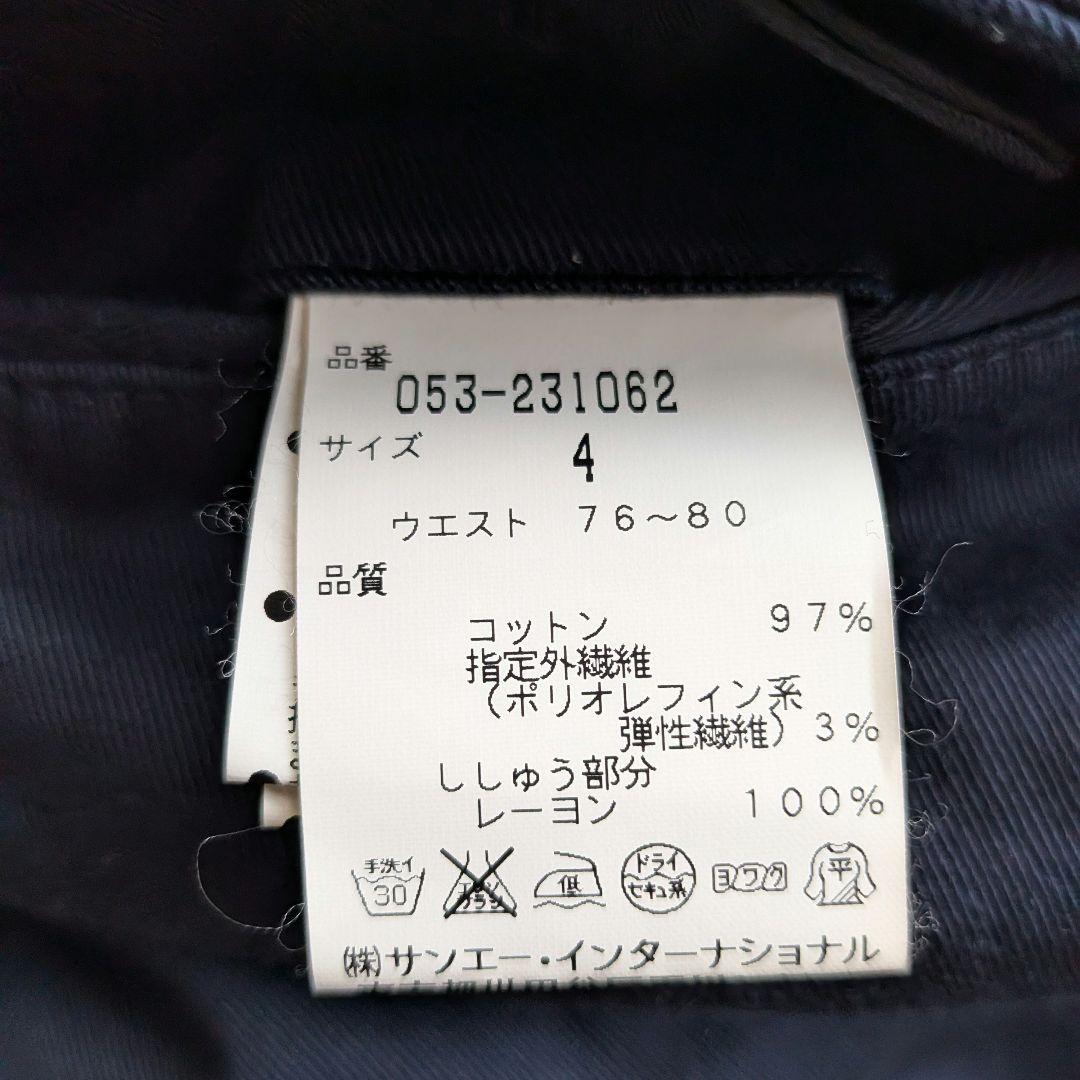 品番
053-231062
サイズ 4
ウエスト 76～80
品質
コットン 97%
指定外繊維
(ポリオレフィン系
弾性繊維) 3%
ししゅう部分
レーヨン 100%
手洗イ 30
低
ドライ
セキユ系
ヨワク
平
(株)サンエー・インターナショナル